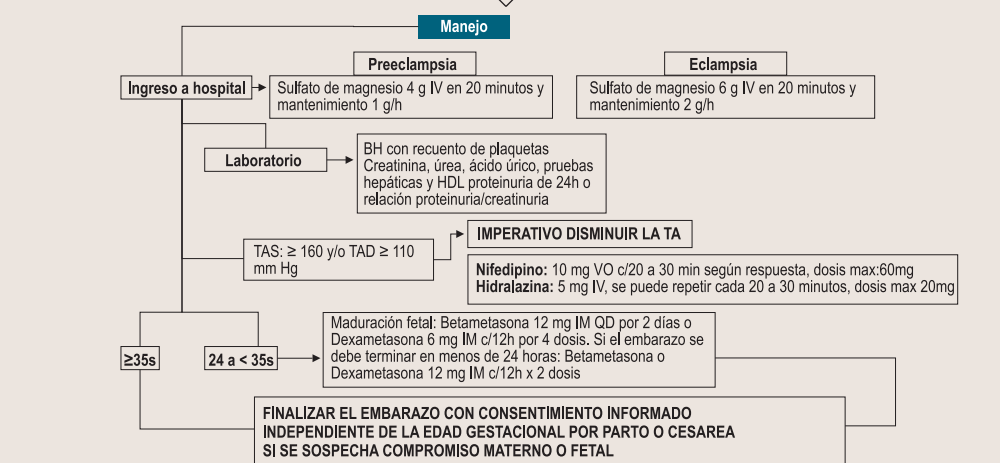 Manejo
Preeclampsia
Eclampsia
Ingreso a hospital
Sulfato de magnesio 4 g IV en 20 minutos y
mantenimiento 1 g/h
Sulfato de magnesio 6 g IV en 20 minutos y
mantenimiento 2 g/h
Laboratorio
BH con recuento de plaquetas
Creatinina, úrea, ácido úrico, pruebas
hepáticas y HDL proteinuria de 24h o
relación proteinuria/creatinuria
TAS: ≥ 160 y/o TAD ≥ 110
mm Hg
IMPERATIVO DISMINUIR LA TA
Nifedipino: 10 mg VO c/20 a 30 min según respuesta, dosis max:60mg
Hidralazina: 5 mg IV, se puede repetir cada 20 a 30 minutos, dosis max 20mg
≥35s
24 a < 35s
Maduración fetal: Betametasona 12 mg IM QD por 2 días o
Dexametasona 6 mg IM c/12h por 4 dosis. Si el embarazo se
debe terminar en menos de 24 horas: Betametasona o
Dexametasona 12 mg IM c/12h x 2 dosis
FINALIZAR EL EMBARAZO CON CONSENTIMIENTO INFORMADO
INDEPENDIENTE DE LA EDAD GESTACIONAL POR PARTO O CESAREA
SI SE SOSPECHA COMPROMISO MATERNO O FETAL